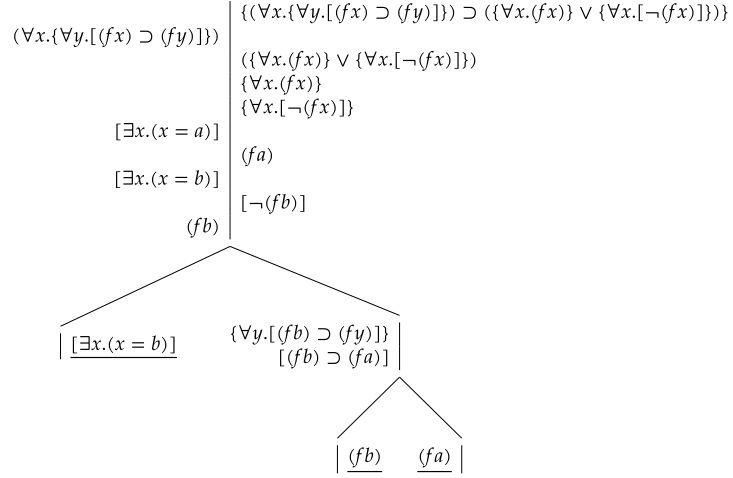 {(∀x.{∀y.[(fx) ⊃ (fy)]}) ⊃ ({∀x.(fx)} ∨ {∀x.[¬(fx)]})}
(∀x.{∀y.[(fx) ⊃ (fy)]})
({∀x.(fx)} ∨ {∀x.[¬(fx)]})
{∀x.(fx)}
{∀x.[¬(fx)]}
[∃x.(x = a)]
(fa)
[∃x.(x = b)]
[¬(fb)]
(fb)
[∃x.(x = b)]
{∀y.[(fb) ⊃ (fy)]}
[(fb) ⊃ (fa)]
(fb) (fa)